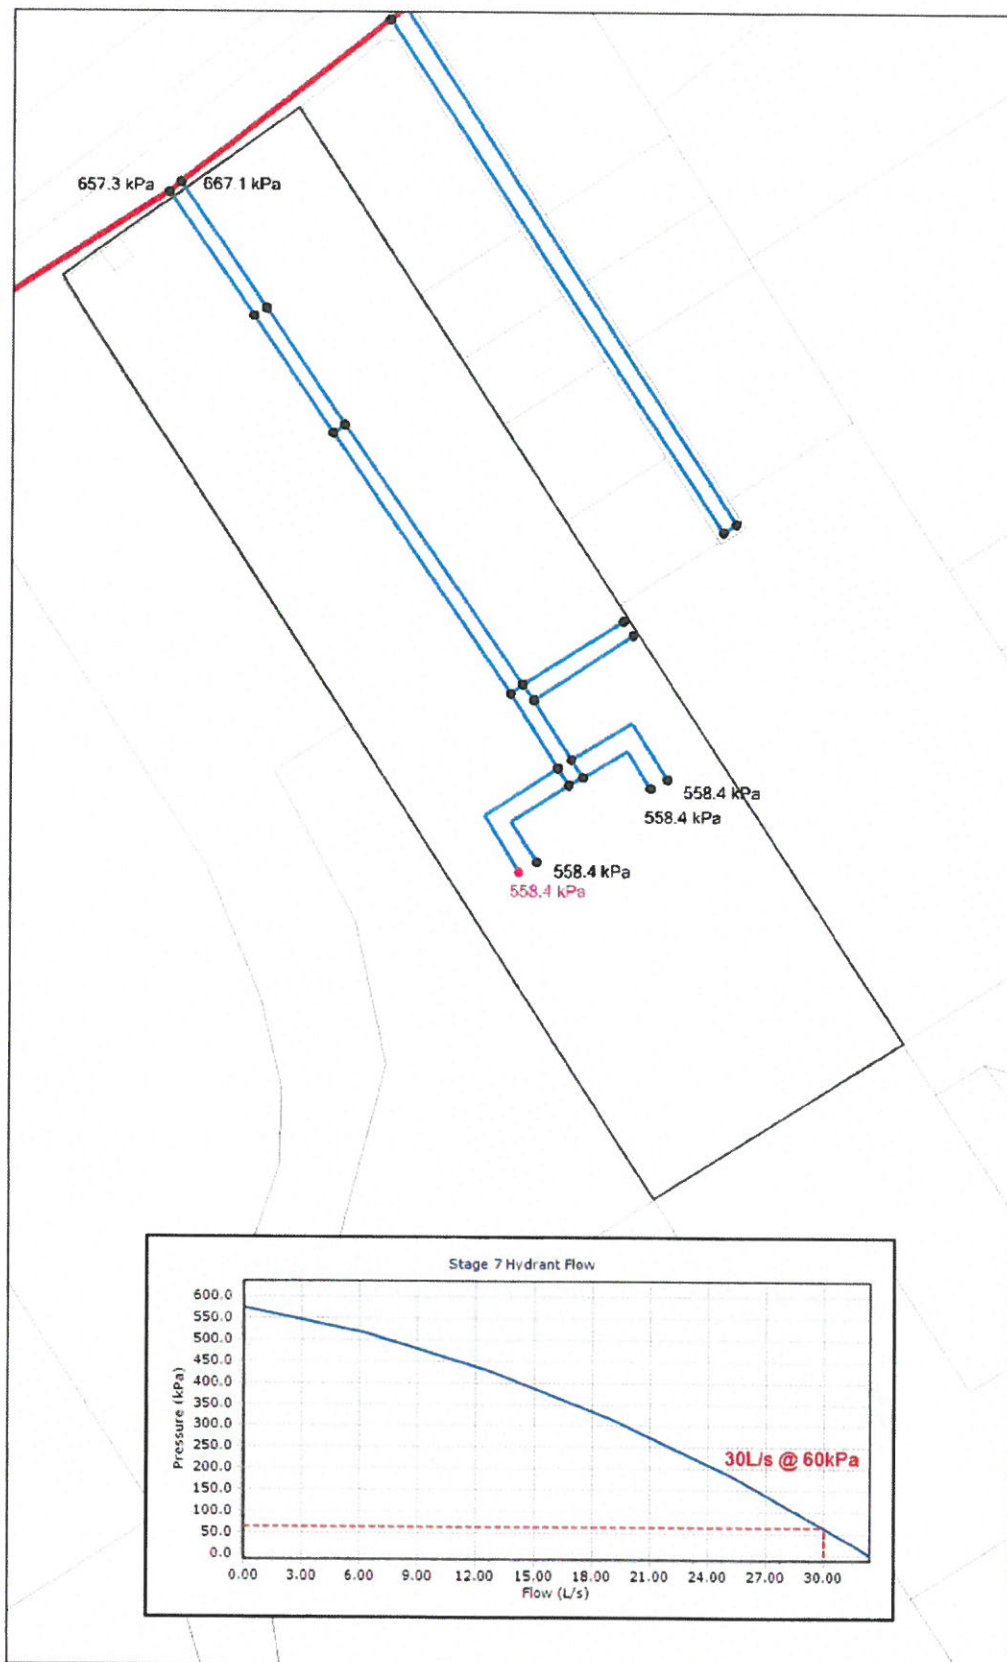 657.3 kPa
667.1 kPa
558.4 kPa
558.4 kPa
558.4 kPa
558.4 kPa
Stage 7 Hydrant Flow
Pressure (kPa)
600.0
550.0
500.0
450.0
400.0
350.0
300.0
250.0
200.0
150.0
100.0
50.0
0.0
30L/s @ 60kPa
0.00 3.00 6.00 9.00 12.00 15.00 18.00 21.00 24.00 27.00 30.00
Flow (L/s)